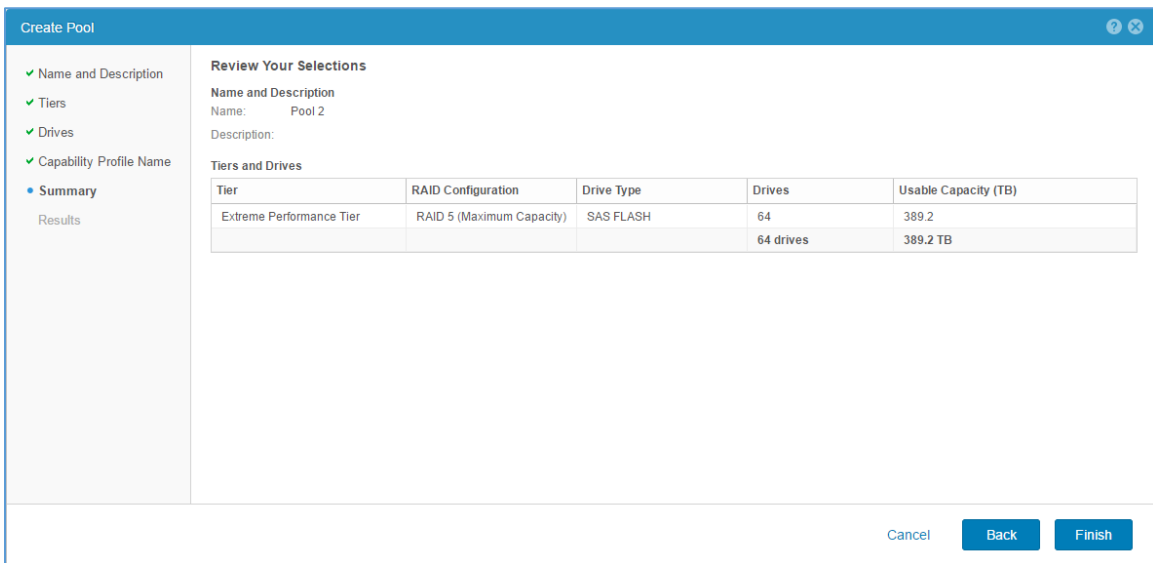 Create Pool
Name and Description
Tiers
Drives
Capability Profile Name
Summary
Results
Review Your Selections
Name and Description
Name: Pool 2
Description:
Tiers and Drives
Tier RAID Configuration Drive Type Drives Usable Capacity (TB)
Extreme Performance Tier RAID 5 (Maximum Capacity) SAS FLASH 64 389.2
64 drives 389.2 TB
Cancel Back Finish